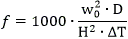 f = 1000 · (w₀² · D) / (H² · ΔT)